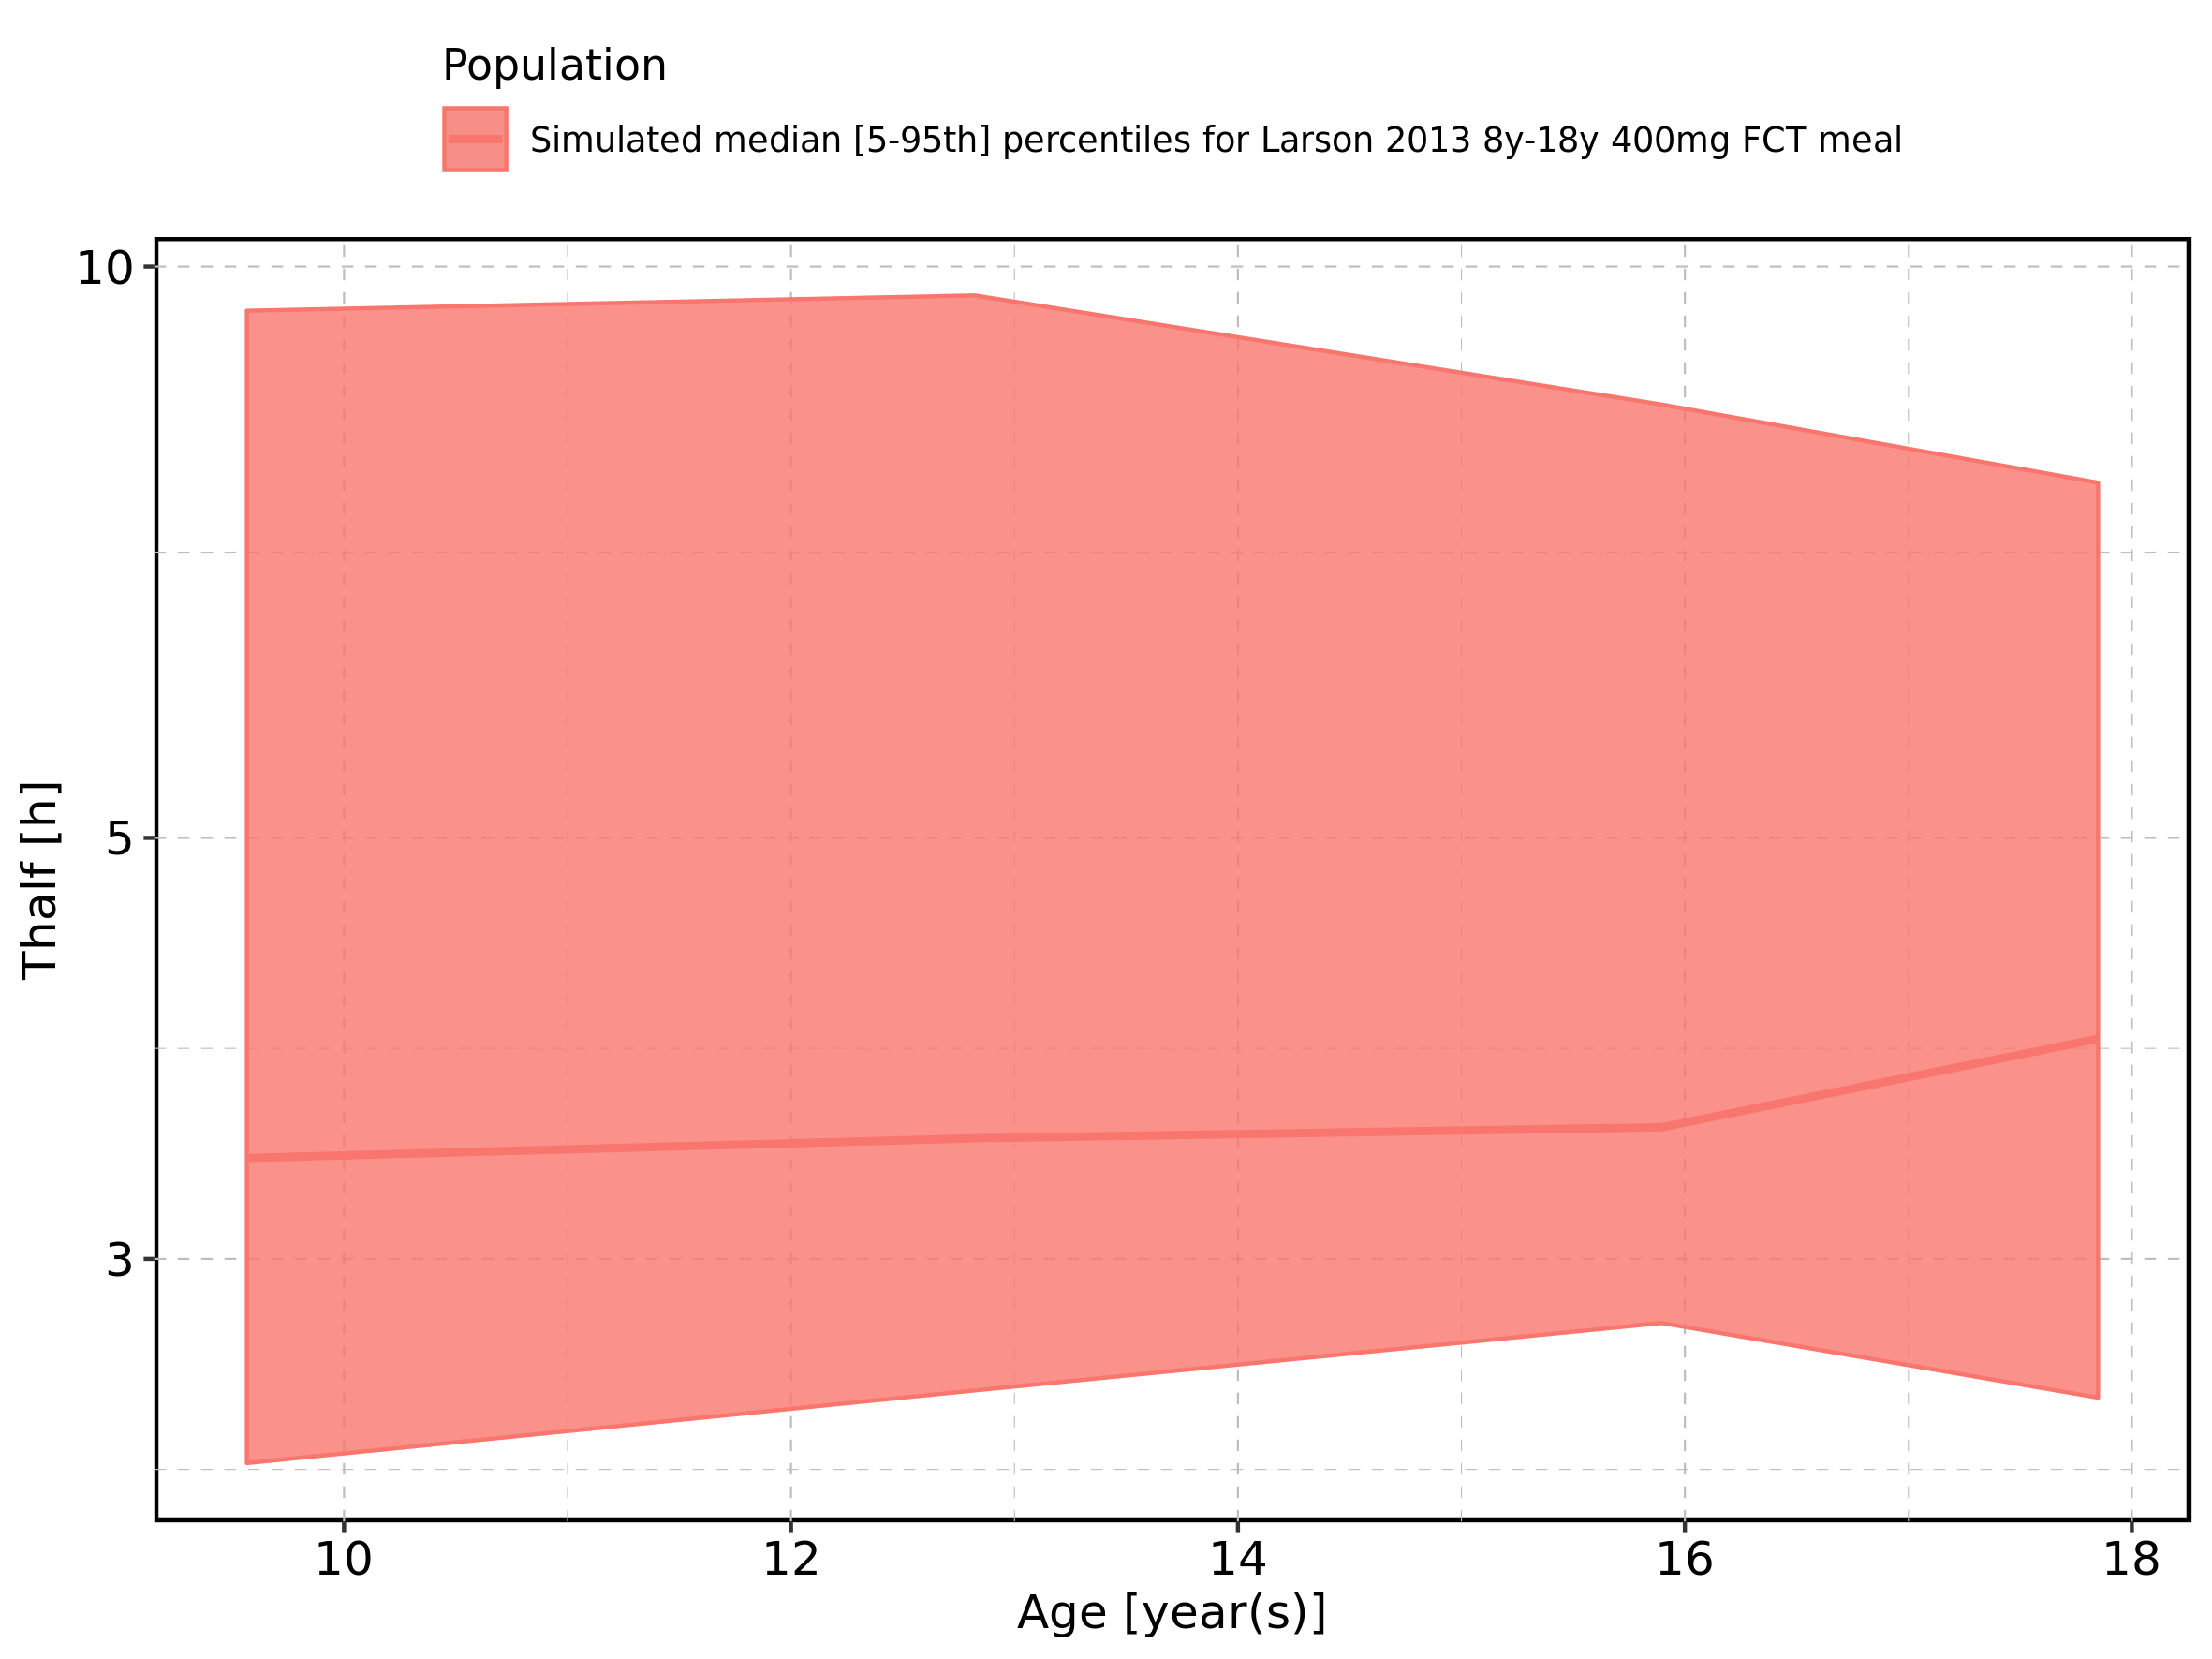 Population
Simulated median [5-95th] percentiles for Larson 2013 8y-18y 400mg FCT meal
10
5
3
Thalf [h]
10 12 14 16 18
Age [year(s)]